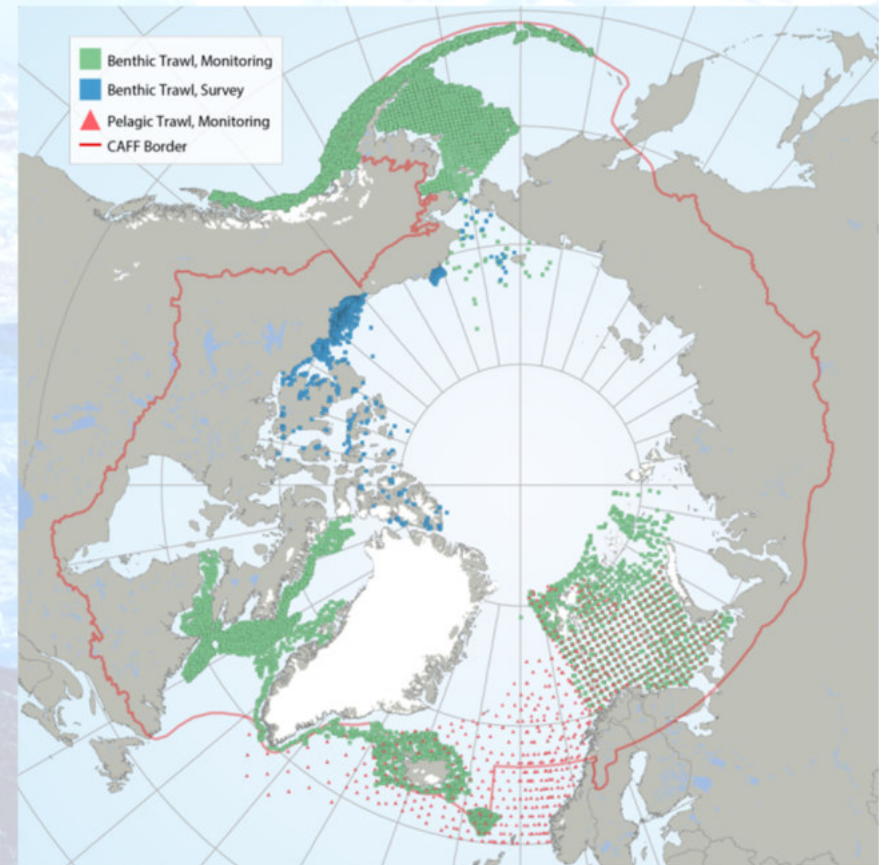 Benthic Trawl, Monitoring
Benthic Trawl, Survey
Pelagic Trawl, Monitoring
CAFF Border